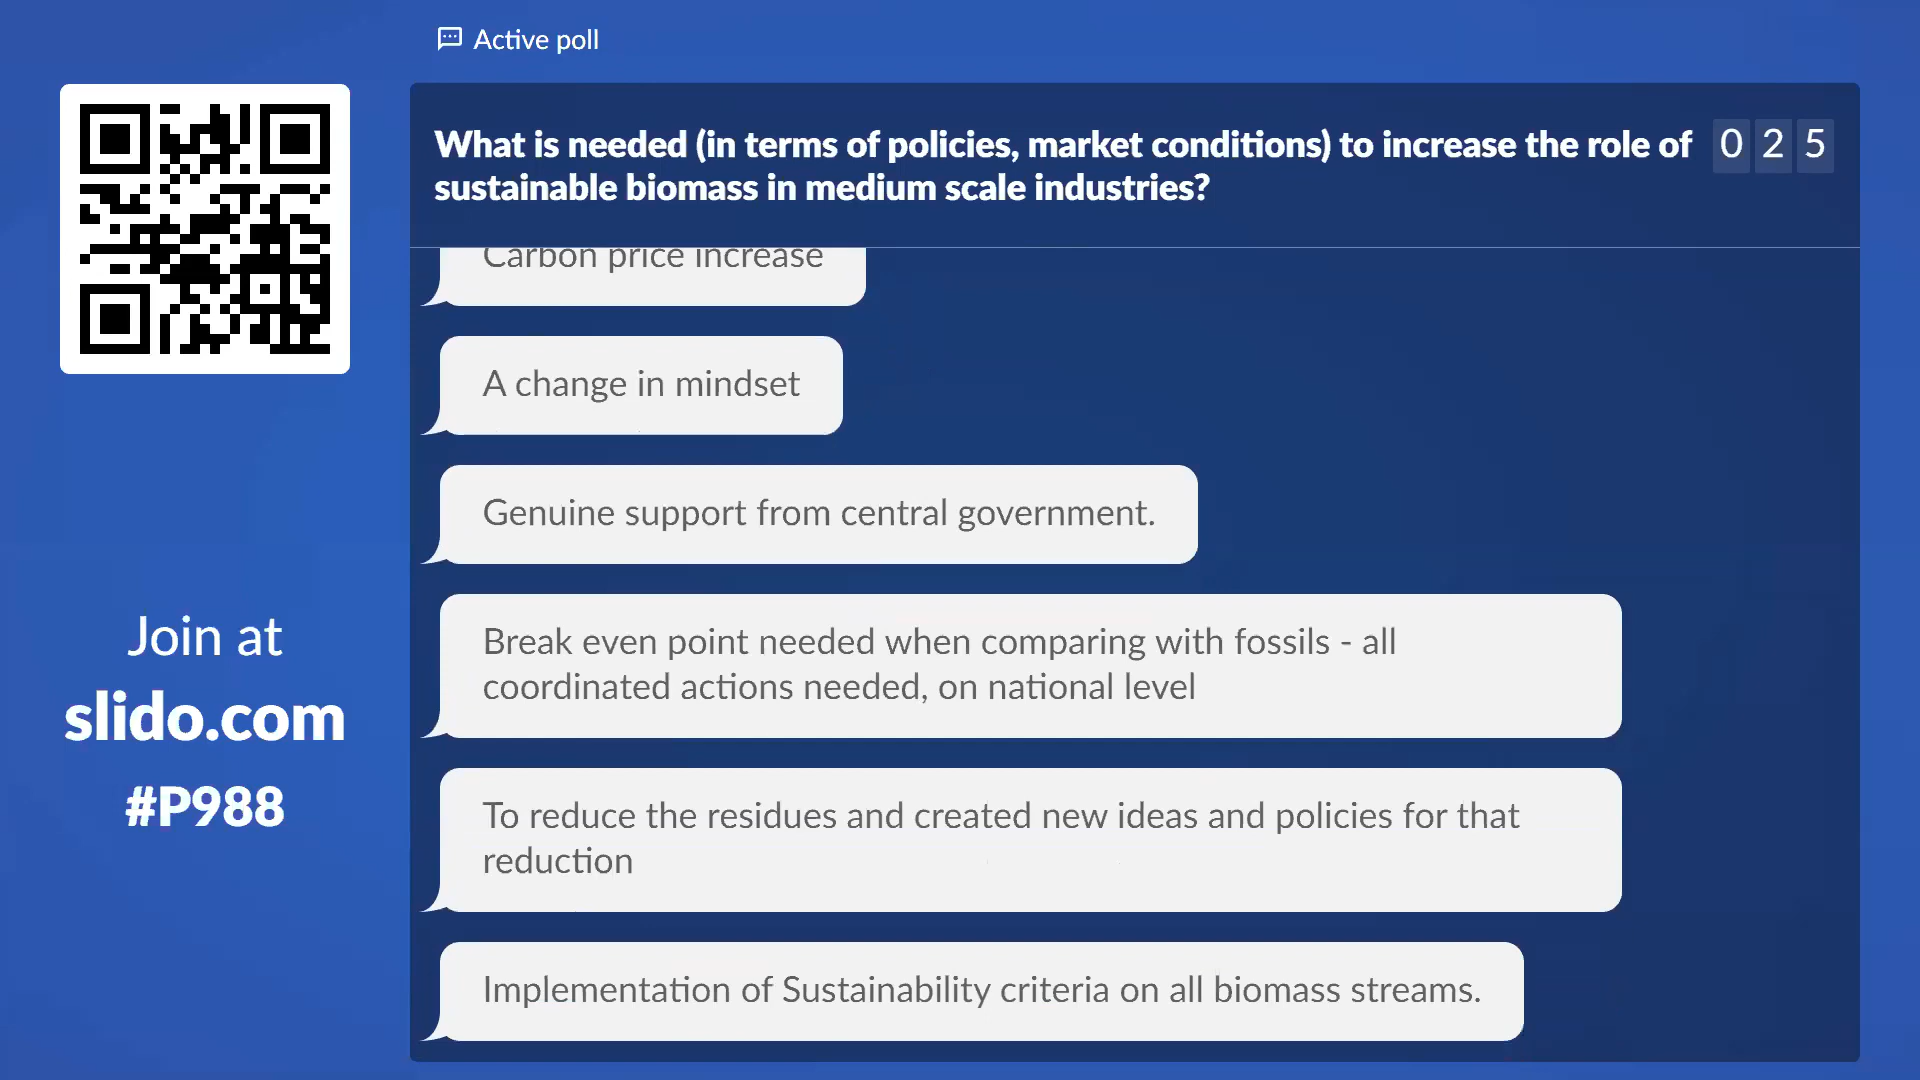 Active poll
What is needed (in terms of policies, market conditions) to increase the role of
sustainable biomass in medium scale industries?
0 2 5
Carbon price increase
A change in mindset
Genuine support from central government.
Break even point needed when comparing with fossils - all
coordinated actions needed, on national level
To reduce the residues and created new ideas and policies for that
reduction
Implementation of Sustainability criteria on all biomass streams.
Join at
slido.com
#P988